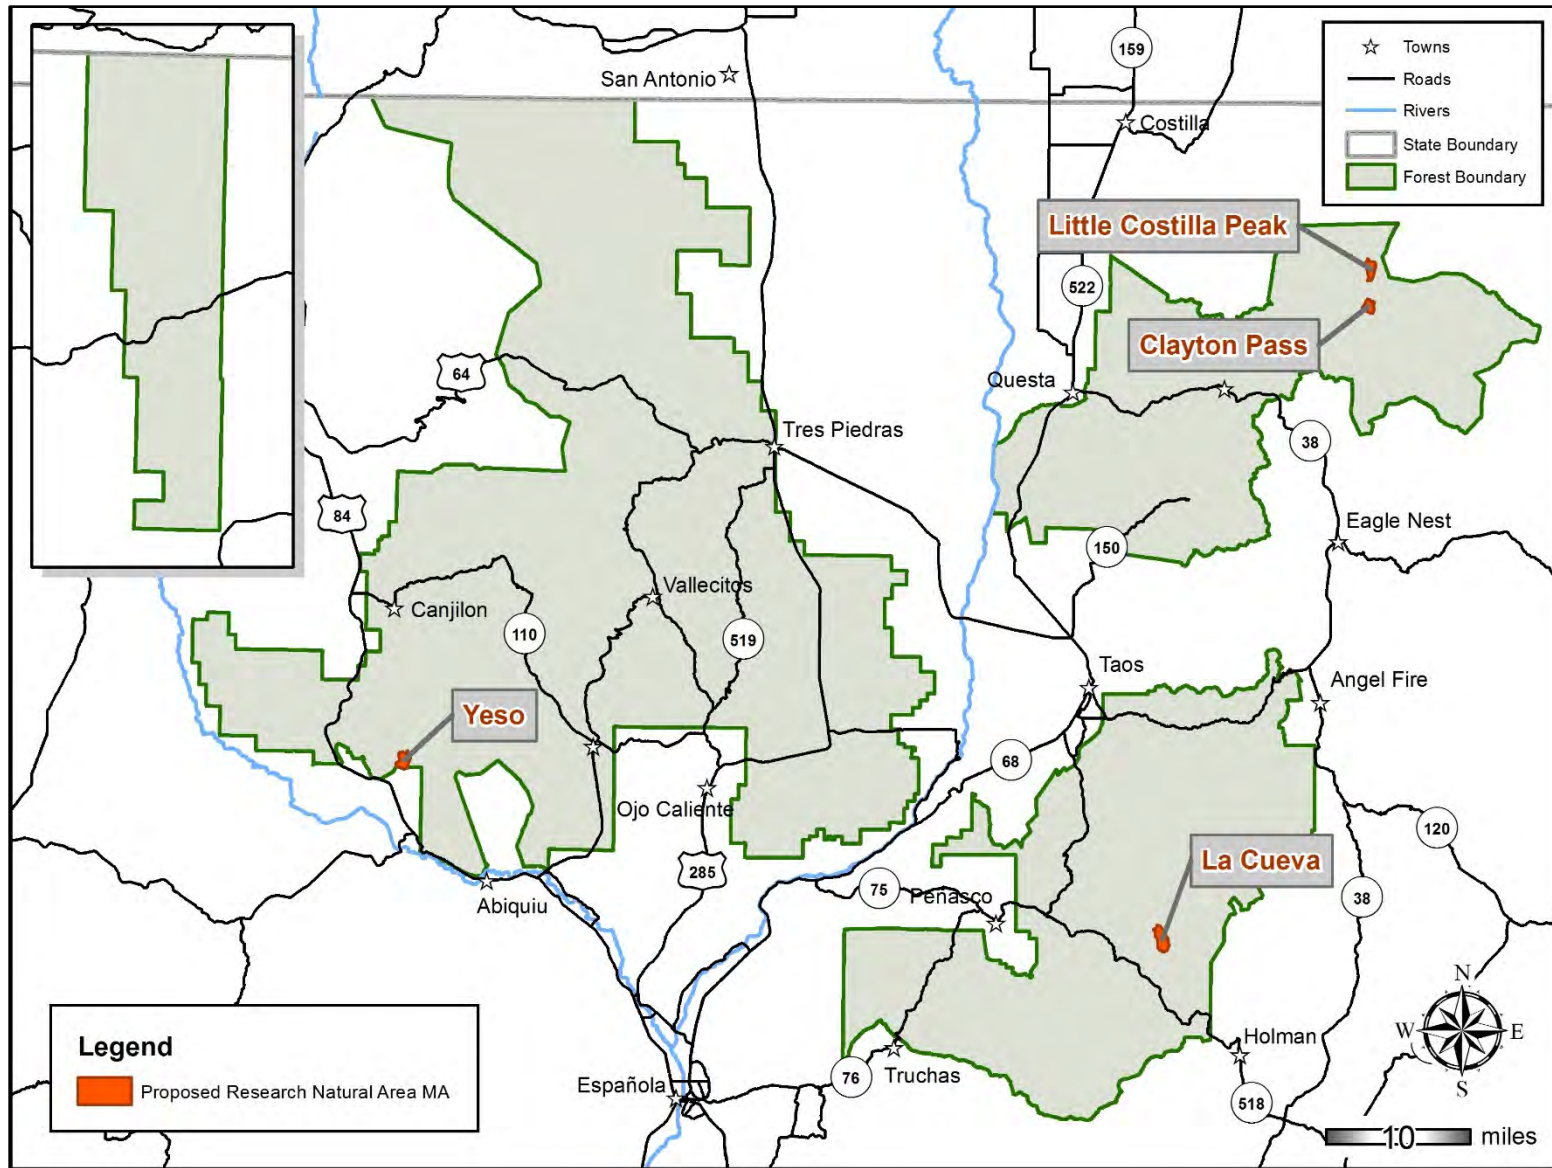 159
San Antonio
Towns
Roads
Rivers
State Boundary
Forest Boundary
Costilla
Little Costilla Peak
522
Clayton Pass
64
Questa
Tres Piedras
38
84
Eagle Nest
150
Vallecitos
Canjilon
110
519
Taos
Angel Fire
Yeso
68
Ojo Caliente
120
La Cueva
285
75
Peñasco
38
Abiquiu
N
W
E
S
Legend
Proposed Research Natural Area MA
Holman
Truchas
76
Española
518
10 miles